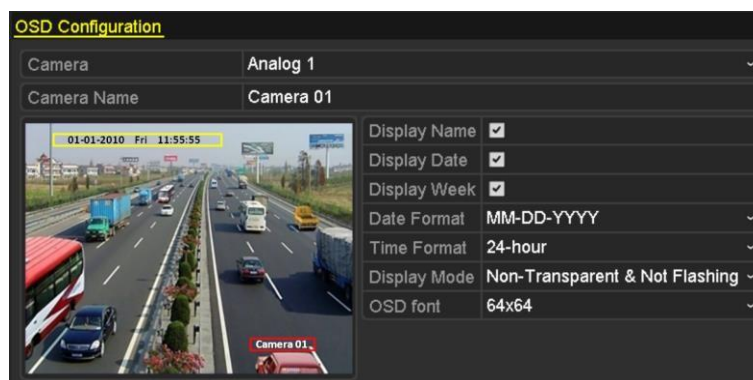 OSD Configuration
Camera Analog 1
Camera Name Camera 01
01-01-2010 Fri 11:55:55
Camera 01
Display Name
Display Date
Display Week
Date Format MM-DD-YYYY
Time Format 24-hour
Display Mode Non-Transparent & Not Flashing
OSD font 64x64